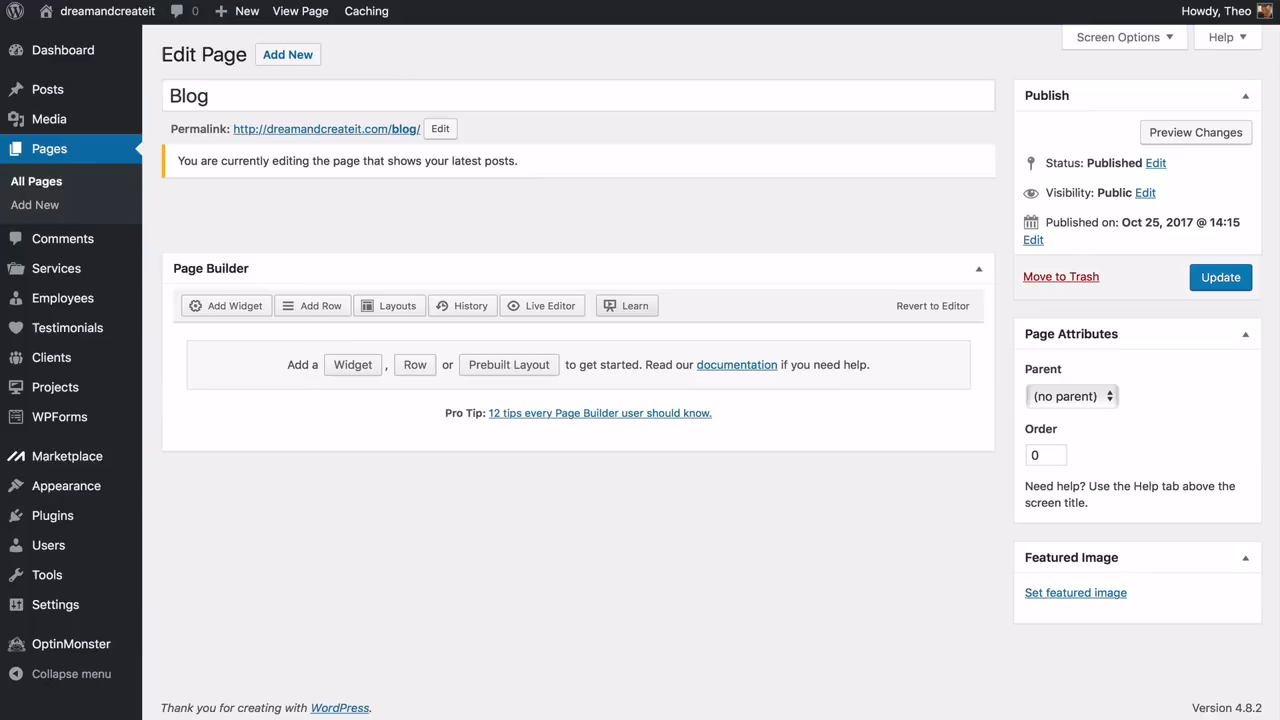 dreamandcreateit 0 New View Page Caching Howdy, Theo
Screen Options Help
Dashboard
Posts
Media
Pages
All Pages
Add New
Comments
Services
Employees
Testimonials
Clients
Projects
WPForms
Marketplace
Appearance
Plugins
Users
Tools
Settings
OptinMonster
Collapse menu
Edit Page Add New
Blog
Permalink: http://dreamandcreateit.com/blog/ Edit
You are currently editing the page that shows your latest posts.
Page Builder
Add Widget Add Row Layouts History Live Editor Learn Revert to Editor
Add a Widget , Row or Prebuilt Layout to get started. Read our documentation if you need help.
Pro Tip: 12 tips every Page Builder user should know.
Publish
Preview Changes
Status: Published Edit
Visibility: Public Edit
Published on: Oct 25, 2017 @ 14:15
Edit
Move to Trash Update
Page Attributes
Parent
(no parent)
Order
0
Need help? Use the Help tab above the
screen title.
Featured Image
Set featured image
Thank you for creating with WordPress. Version 4.8.2